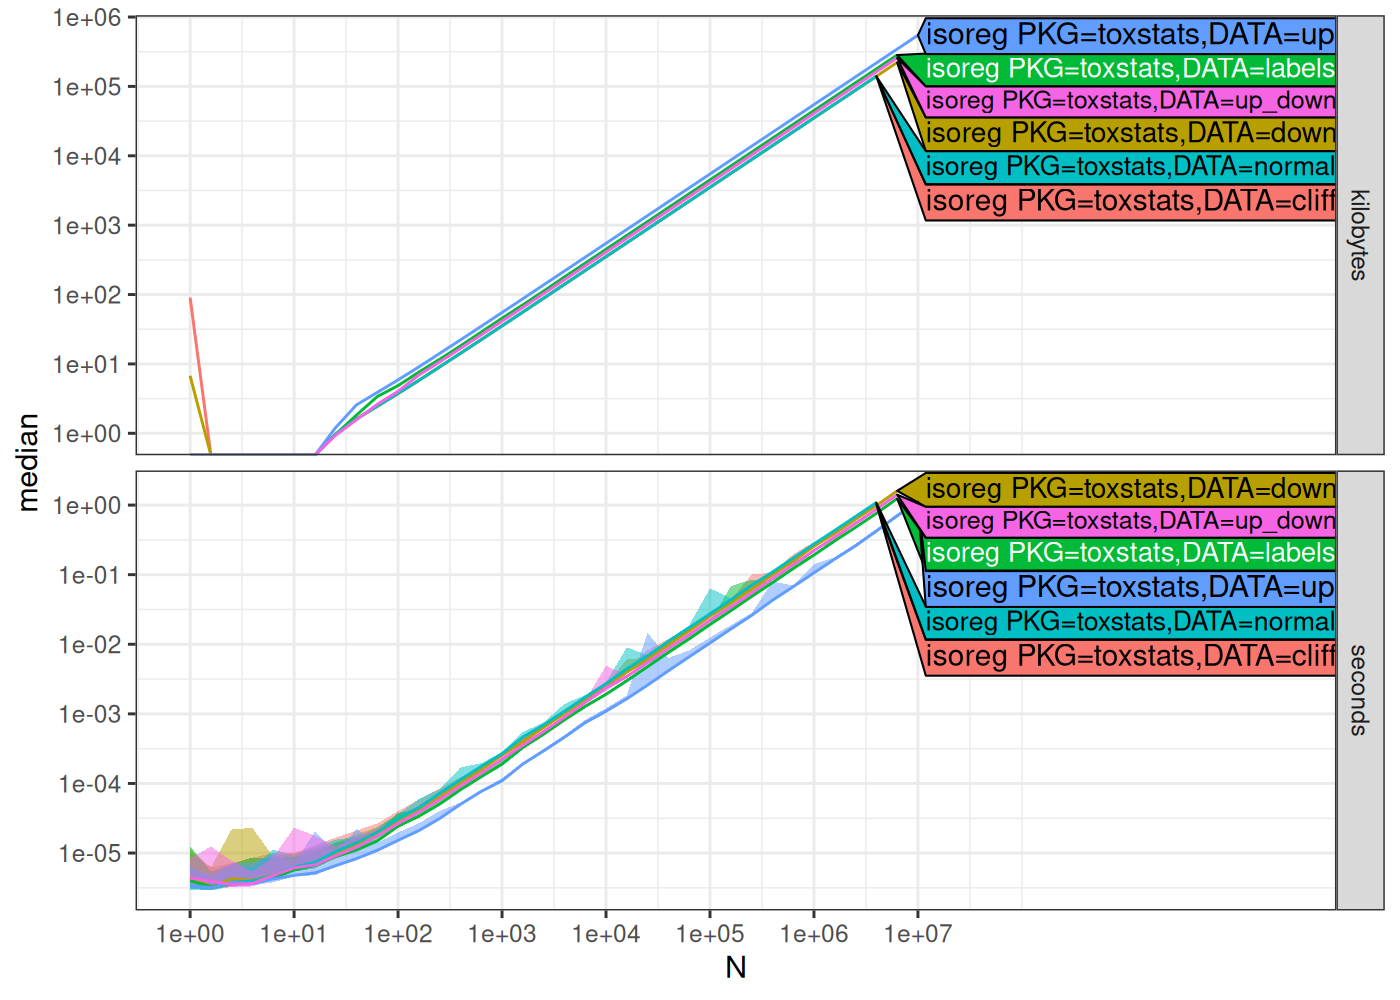 median
1e+06
1e+05
1e+04
1e+03
1e+02
1e+01
1e+00
isoreg PKG=toxstats,DATA=up
isoreg PKG=toxstats,DATA=labels
isoreg PKG=toxstats,DATA=up_down
isoreg PKG=toxstats,DATA=down
isoreg PKG=toxstats,DATA=normal
isoreg PKG=toxstats,DATA=cliff
kilobytes
1e+00
1e-01
1e-02
1e-03
1e-04
1e-05
isoreg PKG=toxstats,DATA=down
isoreg PKG=toxstats,DATA=up_down
isoreg PKG=toxstats,DATA=labels
isoreg PKG=toxstats,DATA=up
isoreg PKG=toxstats,DATA=normal
isoreg PKG=toxstats,DATA=cliff
seconds
1e+00 1e+01 1e+02 1e+03 1e+04 1e+05 1e+06 1e+07
N